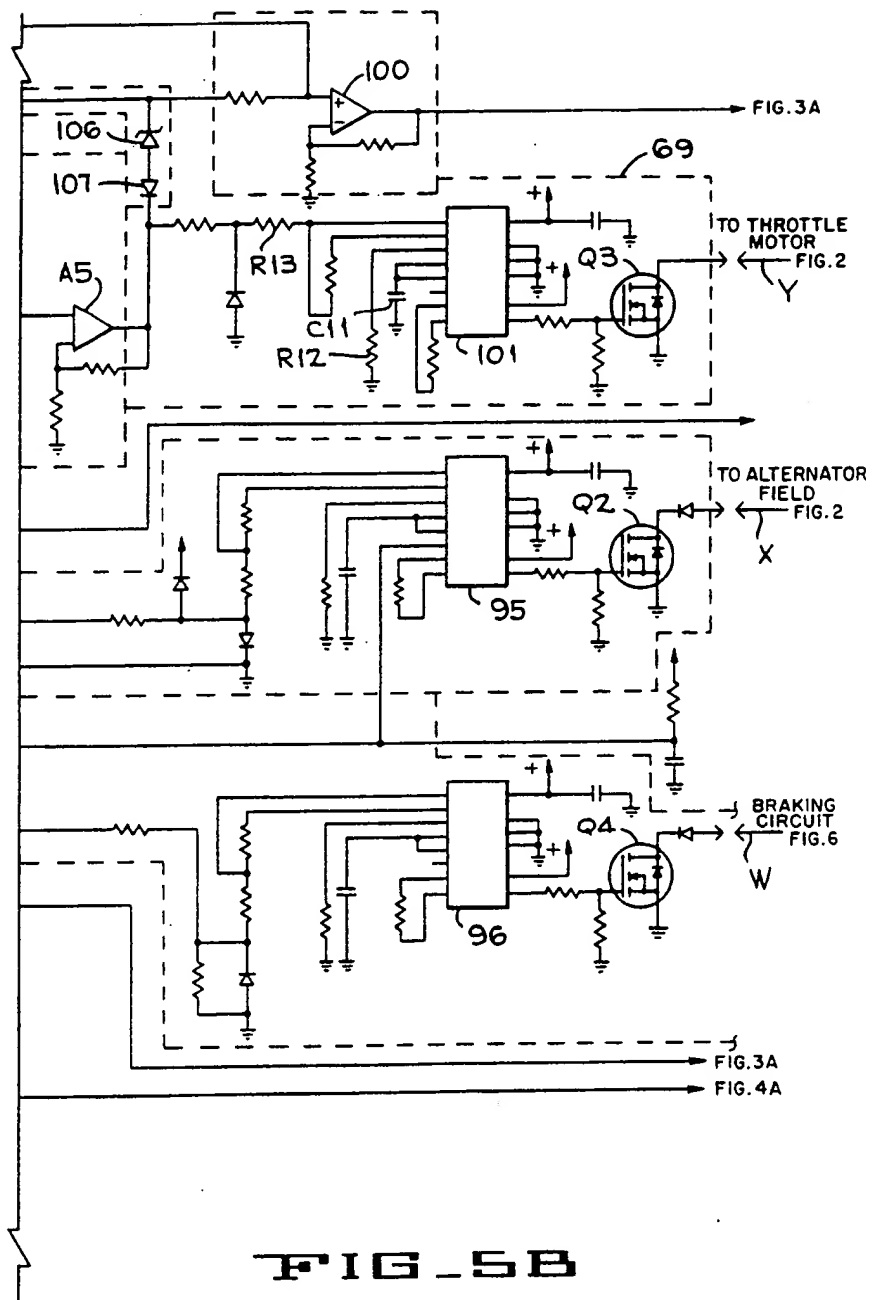 100
FIG. 3A
106
69
107
+
TO THROTTLE
MOTOR
FIG. 2
Y
R13
Q3
+
A5
C11
R12
101
+
TO ALTERNATOR
FIELD
FIG. 2
X
Q2
+
95
+
BRAKING
CIRCUIT
FIG. 6
W
Q4
+
96
FIG. 3A
FIG. 4A
FIG_5B